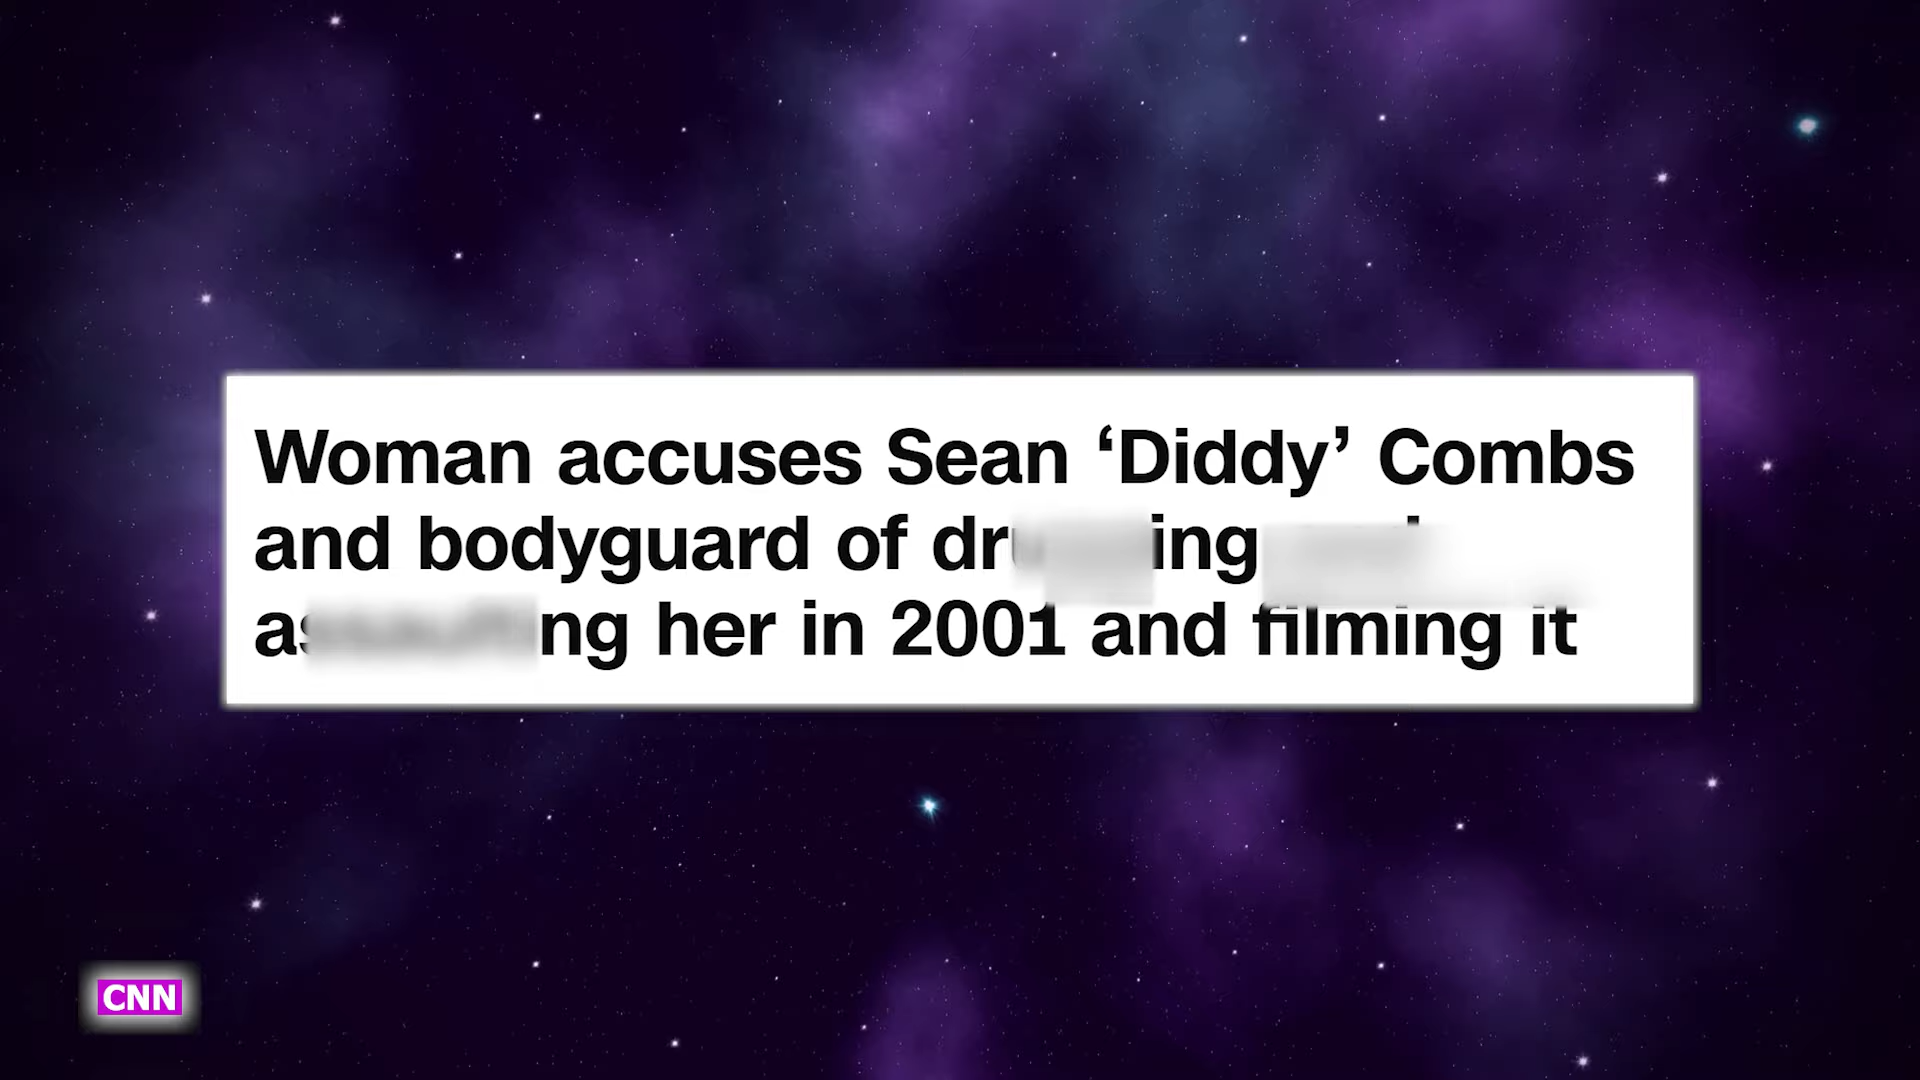 Woman accuses Sean ‘Diddy’ Combs
and bodyguard of
her in 2001 and filming it
CNN